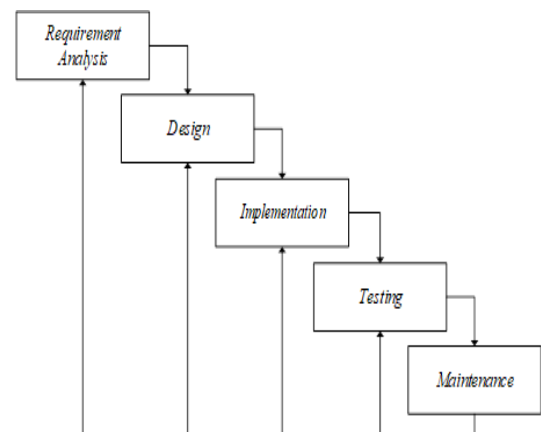 Requirement
Analysis
Design
Implementation
Testing
Maintenance